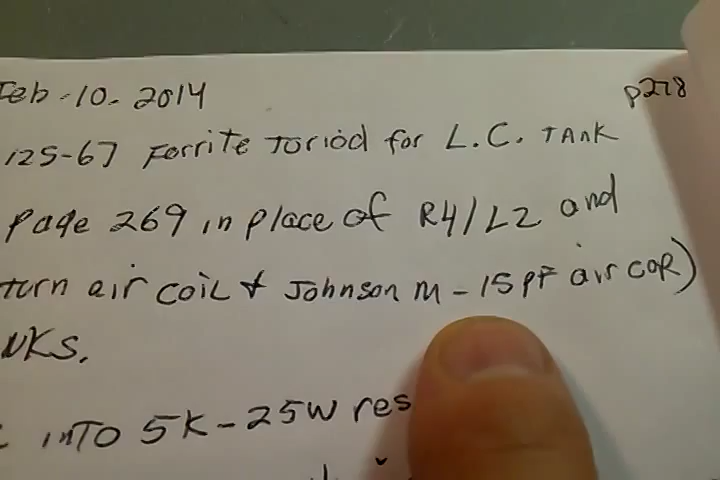 Feb-10-2014 p278
125-67 Ferrite Toriod for L.C. TAnK
page 269 in place of R4/L2 and
turn air coil & Johnson M-15pF air cap)
NKS.
INTO 5K-25W res